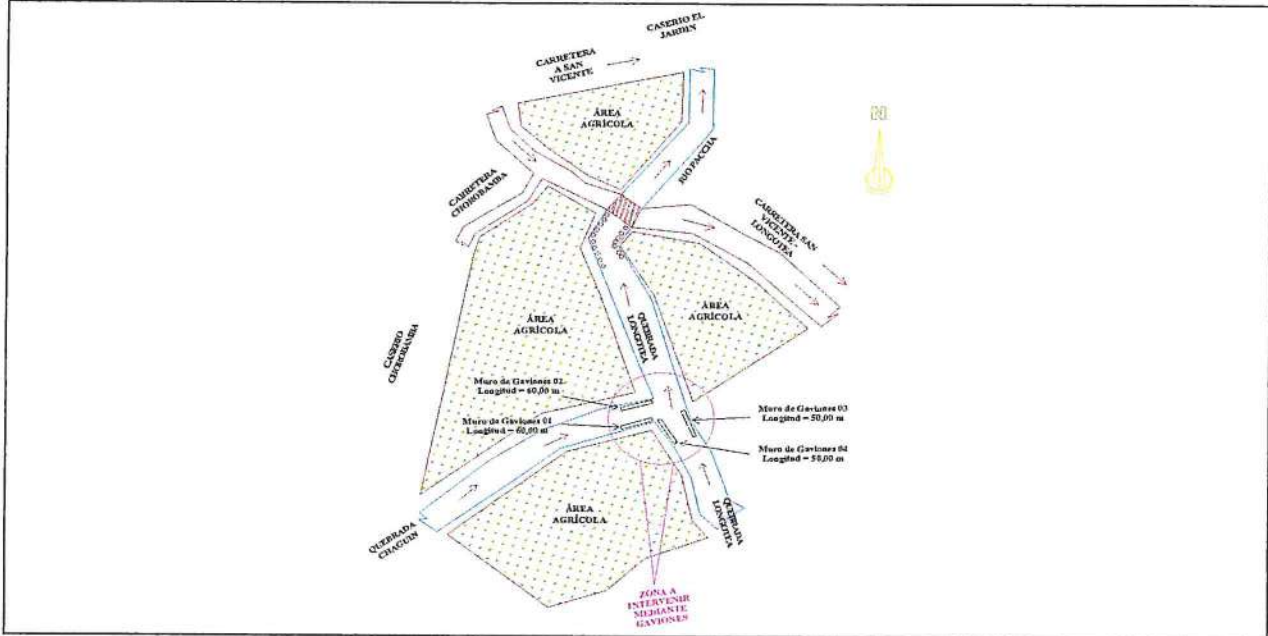 CASERIO EL
JARDIN
CARRETERA
A SAN
VICENTE
ÁREA
AGRÍCOLA
N
RIO PACCHA
CARRETERA
CHOROBAMBA
CARRETERA SAN
VICENTE-
LONGOTEA
ÁREA
AGRÍCOLA
ÁREA
AGRÍCOLA
QUEBRADA
LONGOTEA
CASERIO
CHOROBAMBA
Muro de Gaviones 02
Longitud = 60,00 m
Muro de Gaviones 01
Longitud = 60,00 m
Muro de Gaviones 03
Longitud = 50,00 m
Muro de Gaviones 04
Longitud = 50,00 m
ÁREA
AGRÍCOLA
QUEBRADA
CHAGUIN
QUEBRADA
LONGOTEA
ZONA A
INTERVENIR
MEDIANTE
GAVIONES